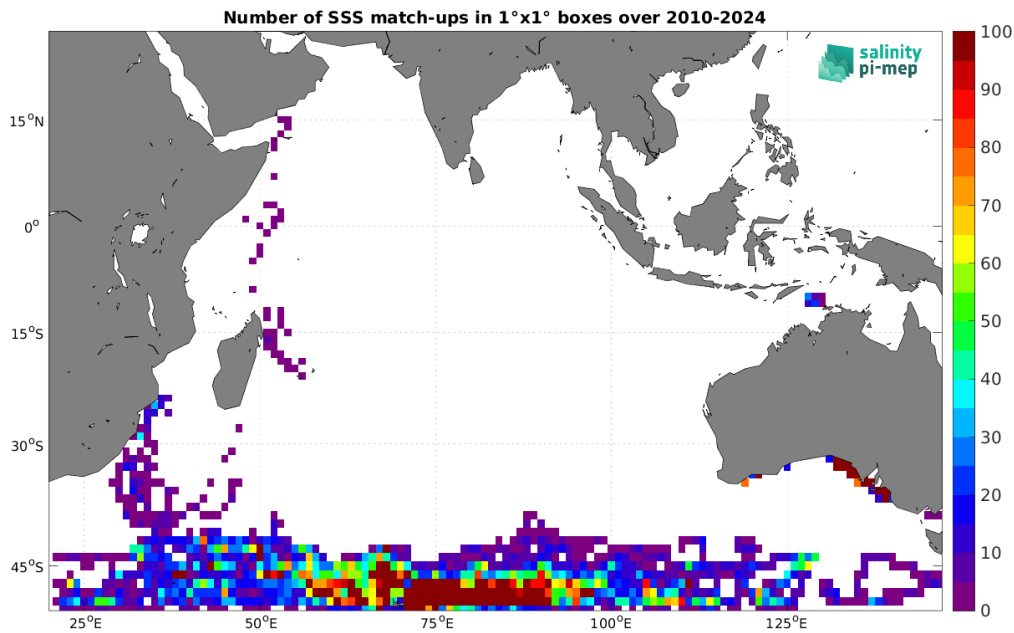 Number of SSS match-ups in 1°x1° boxes over 2010-2024
salinity
pi-mep
15°N
0°
15°S
30°S
45°S
25°E
50°E
75°E
100°E
125°E
100
90
80
70
60
50
40
30
20
10
0